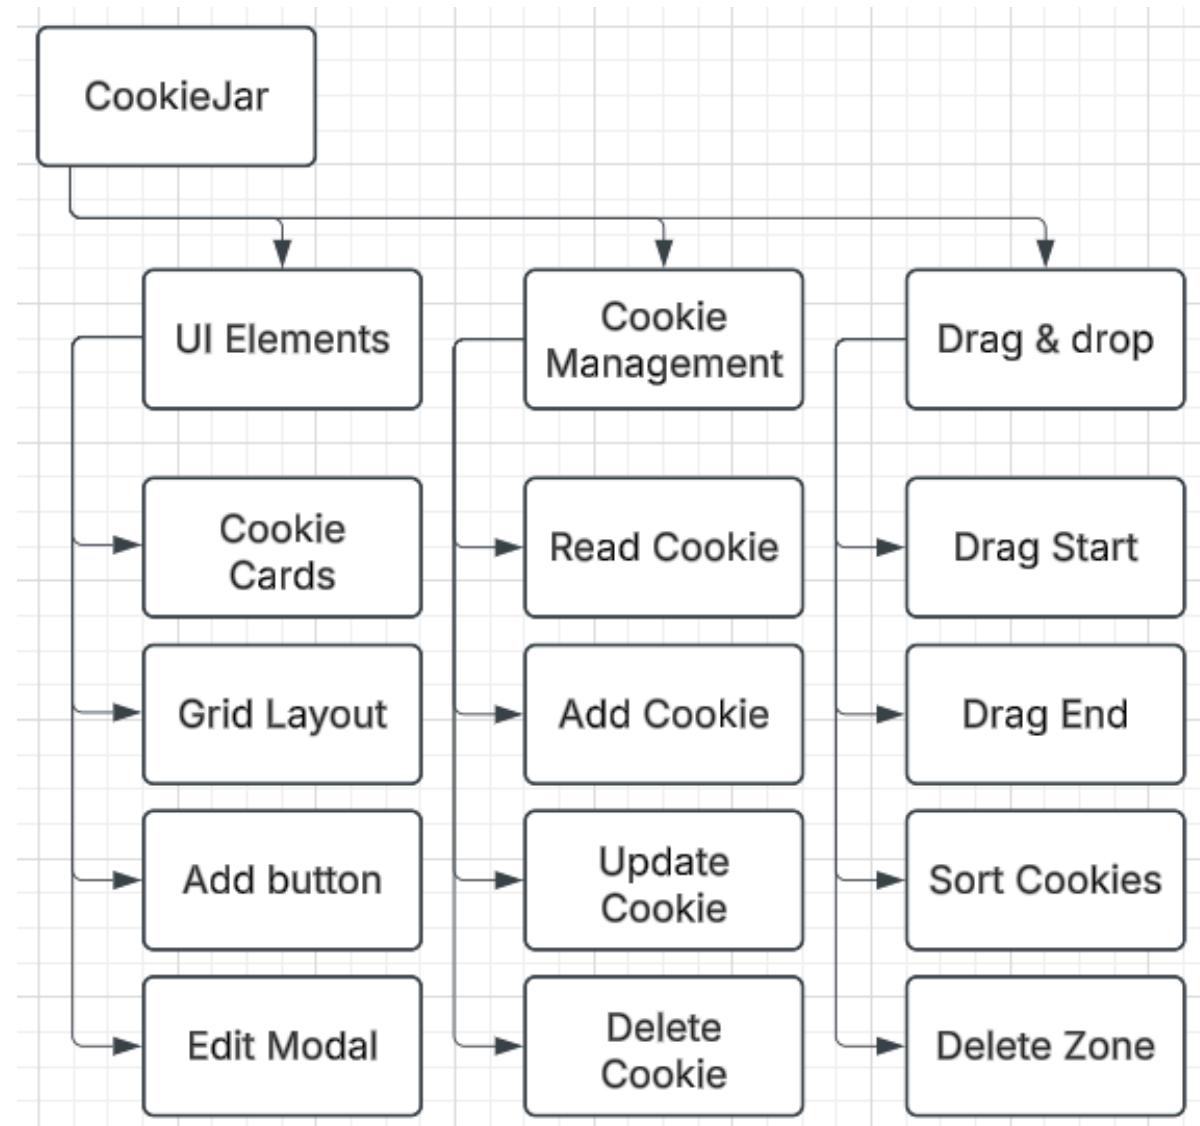 CookieJar
UI Elements
Cookie
Management
Drag & drop
Cookie
Cards
Read Cookie
Drag Start
Grid Layout
Add Cookie
Drag End
Add button
Update
Cookie
Sort Cookies
Edit Modal
Delete
Cookie
Delete Zone